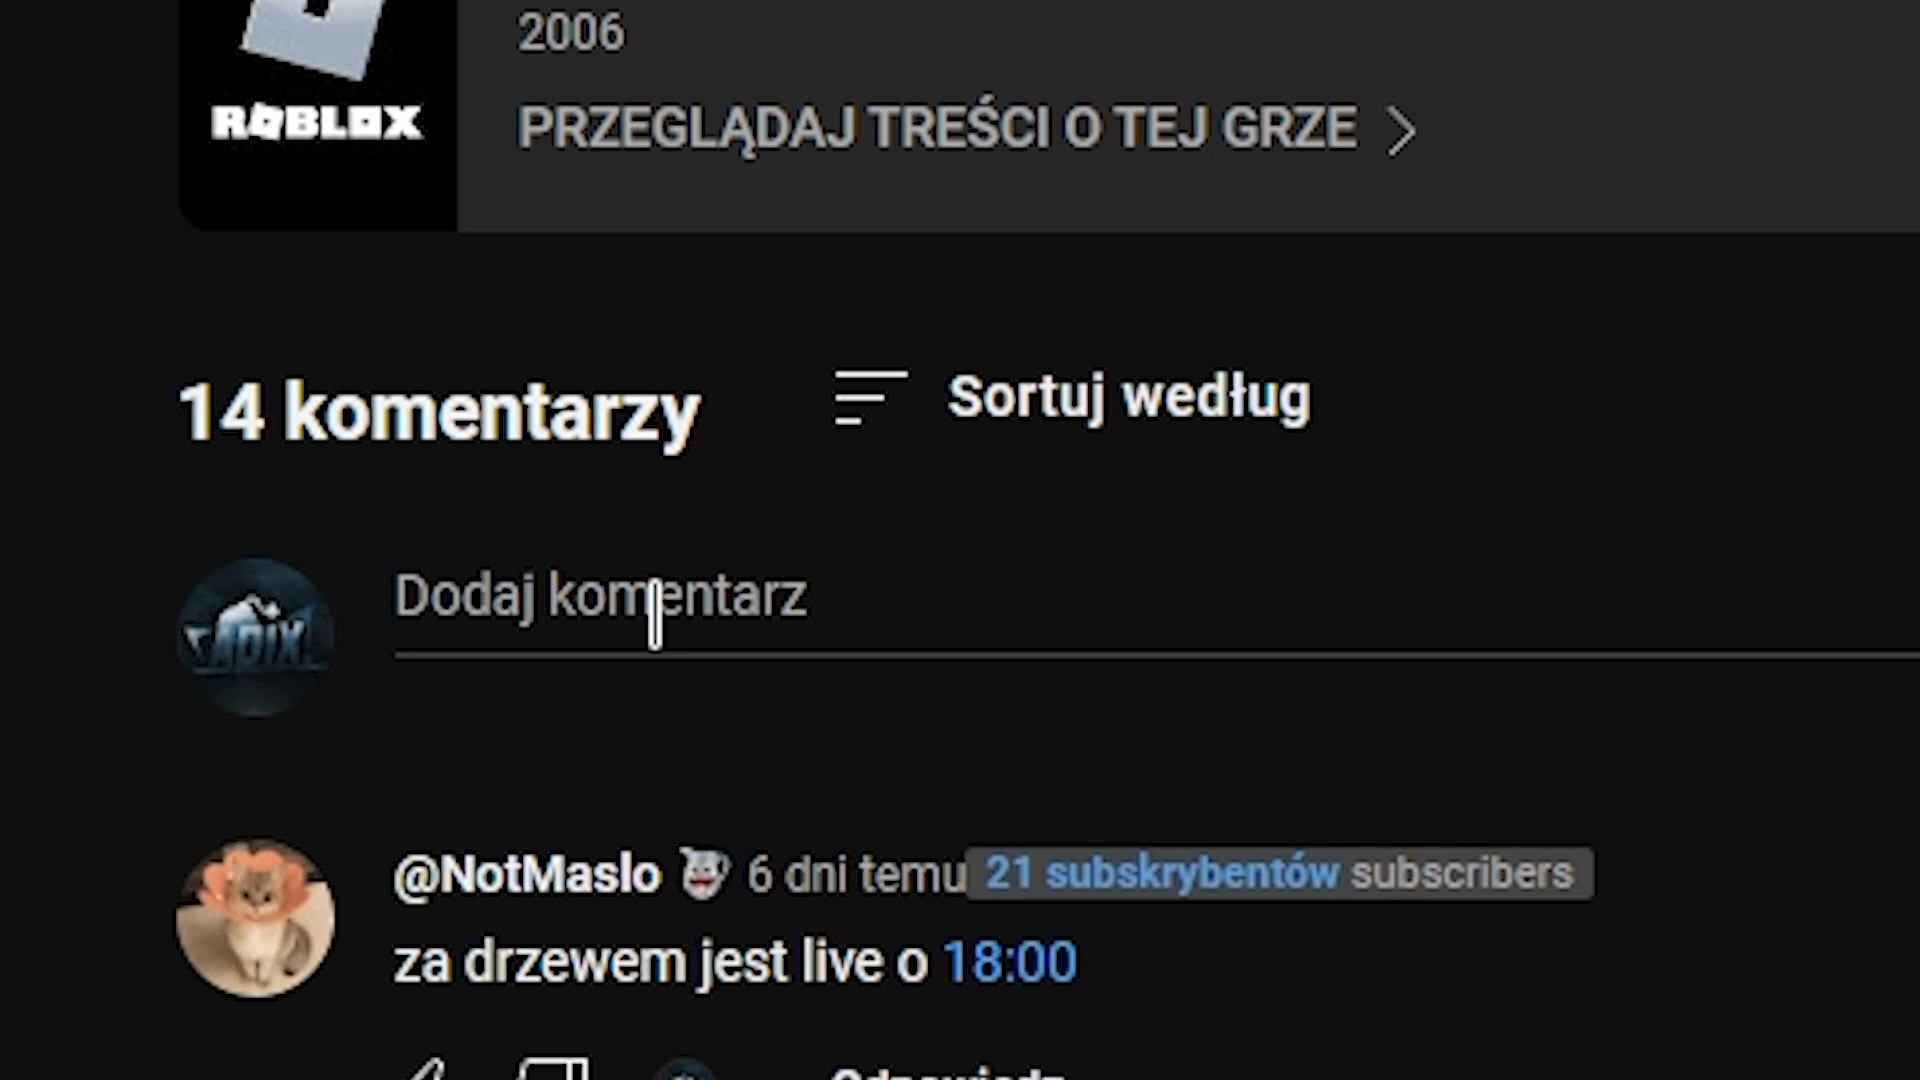 2006
ROBLOX
PRZEGLĄDAJ TREŚCI O TEJ GRZE
14 komentarzy
Sortuj według
Dodaj komentarz
@NotMaslo 6 dni temu 21 subskrybentów subscribers
za drzewem jest live o 18:00
Odpowiedz